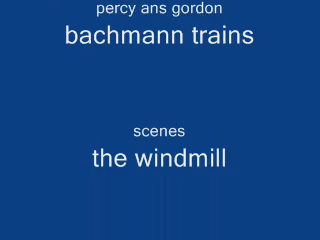 percy ans gordon
bachmann trains
scenes
the windmill